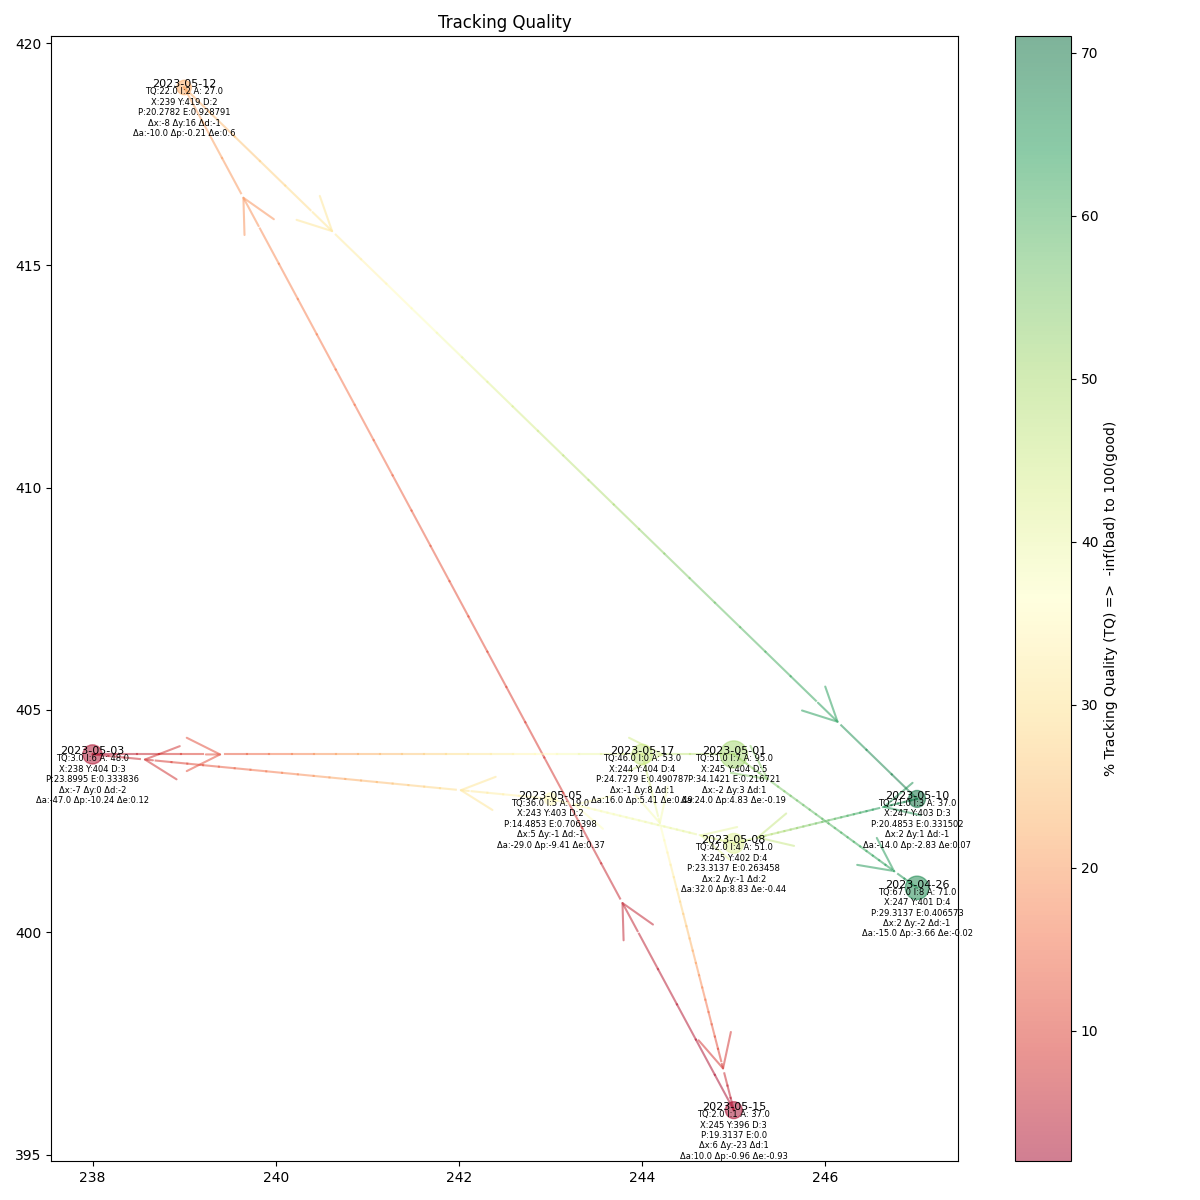 Tracking Quality
420
415
410
405
400
395
238
240
242
244
246
2023-05-12
TQ:22.0 I:2 A: 27.0
X:239 Y:419 D:2
P:20.2782 E:0.928791
Δx:-8 Δy:16 Δd:-1
Δa:-10.0 Δp:-0.21 Δe:0.6
2023-05-03
TQ:3.0 I:6 A: 48.0
X:238 Y:404 D:3
P:23.8995 E:0.333836
Δx:-7 Δy:0 Δd:-2
Δa:-47.0 Δp:-10.24 Δe:0.12
2023-05-17
TQ:46.0 I:0 A: 53.0
X:244 Y:404 D:4
P:24.7279 E:0.490787
Δx:-1 Δy:8 Δd:1
Δa:16.0 Δp:5.41
2023-05-01
TQ:51.0 I:7 A: 95.0
X:245 Y:404 D:5
P:34.1421 E:0.216721
Δx:-2 Δy:3 Δd:1
Δa:24.0 Δp:4.83 Δe:-0.19
2023-05-05
TQ:36.0 I:5 A: 19.0
X:243 Y:403 D:2
P:14.4853 E:0.706398
Δx:5 Δy:-1 Δd:-1
Δa:-29.0 Δp:-9.41 Δe:0.37
2023-05-10
TQ:71.0 I:3 A: 37.0
X:247 Y:403 D:3
P:20.4853 E:0.331502
Δx:2 Δy:1 Δd:-1
Δa:-14.0 Δp:-2.83 Δe:0.07
2023-05-08
TQ:42.0 I:4 A: 51.0
X:245 Y:402 D:4
P:23.3137 E:0.263458
Δx:2 Δy:-1 Δd:2
Δa:32.0 Δp:8.83 Δe:-0.44
2023-04-26
TQ:67.0 I:8 A: 71.0
X:247 Y:401 D:4
P:29.3137 E:0.406573
Δx:2 Δy:-2 Δd:-1
Δa:-15.0 Δp:-3.66 Δe:-0.02
2023-05-15
TQ:2.0 I:1 A: 37.0
X:245 Y:396 D:3
P:19.3137 E:0.0
Δx:6 Δy:-23 Δd:1
Δa:10.0 Δp:-0.96 Δe:-0.93
70
60
50
40
30
20
10
% Tracking Quality (TQ) => -inf(bad) to 100(good)